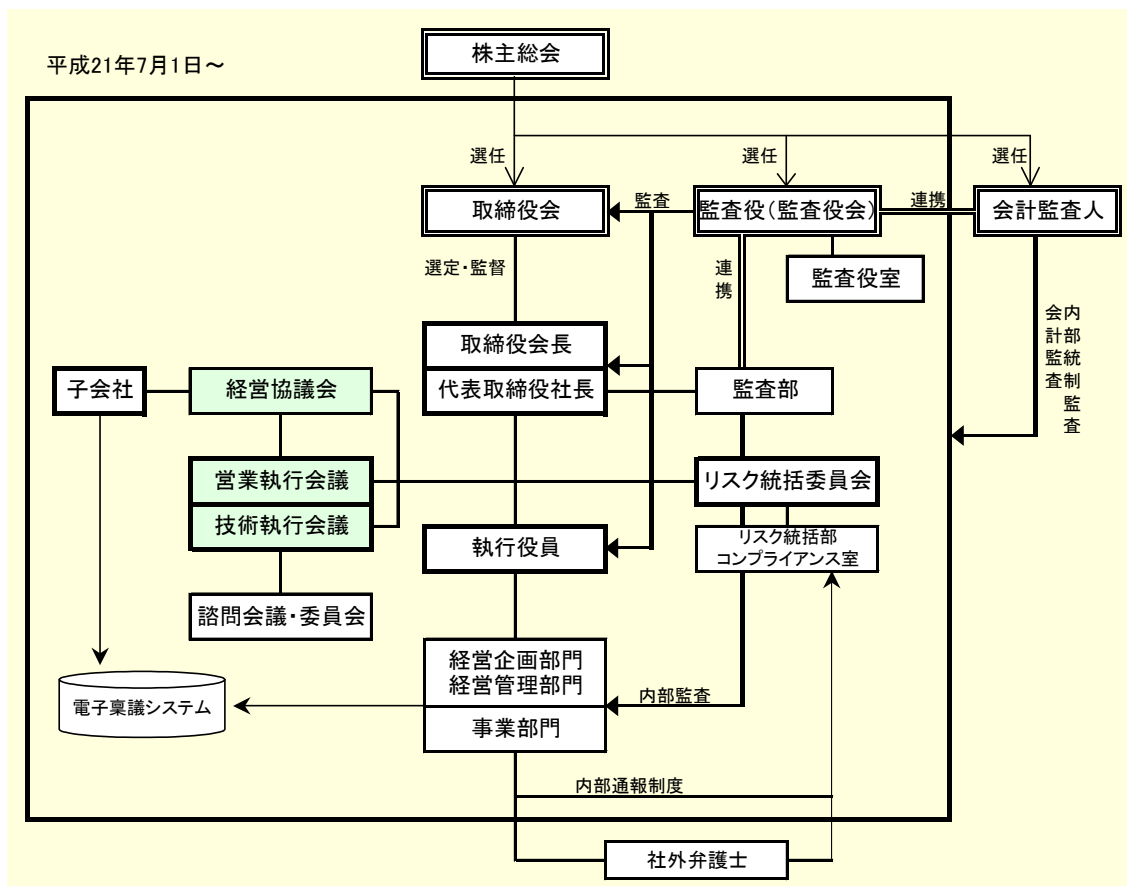 株主総会
平成21年7月1日～
選任
選任
選任
取締役会
監査
監査役（監査役会）
連携
会計監査人
選定・監督
連携
監査役室
内部統制監査
会計監査
取締役会長
代表取締役社長
子会社
経営協議会
監査部
営業執行会議
技術執行会議
リスク統括委員会
執行役員
リスク統括部
コンプライアンス室
諮問会議・委員会
経営企画部門
経営管理部門
事業部門
内部監査
電子稟議システム
内部通報制度
社外弁護士